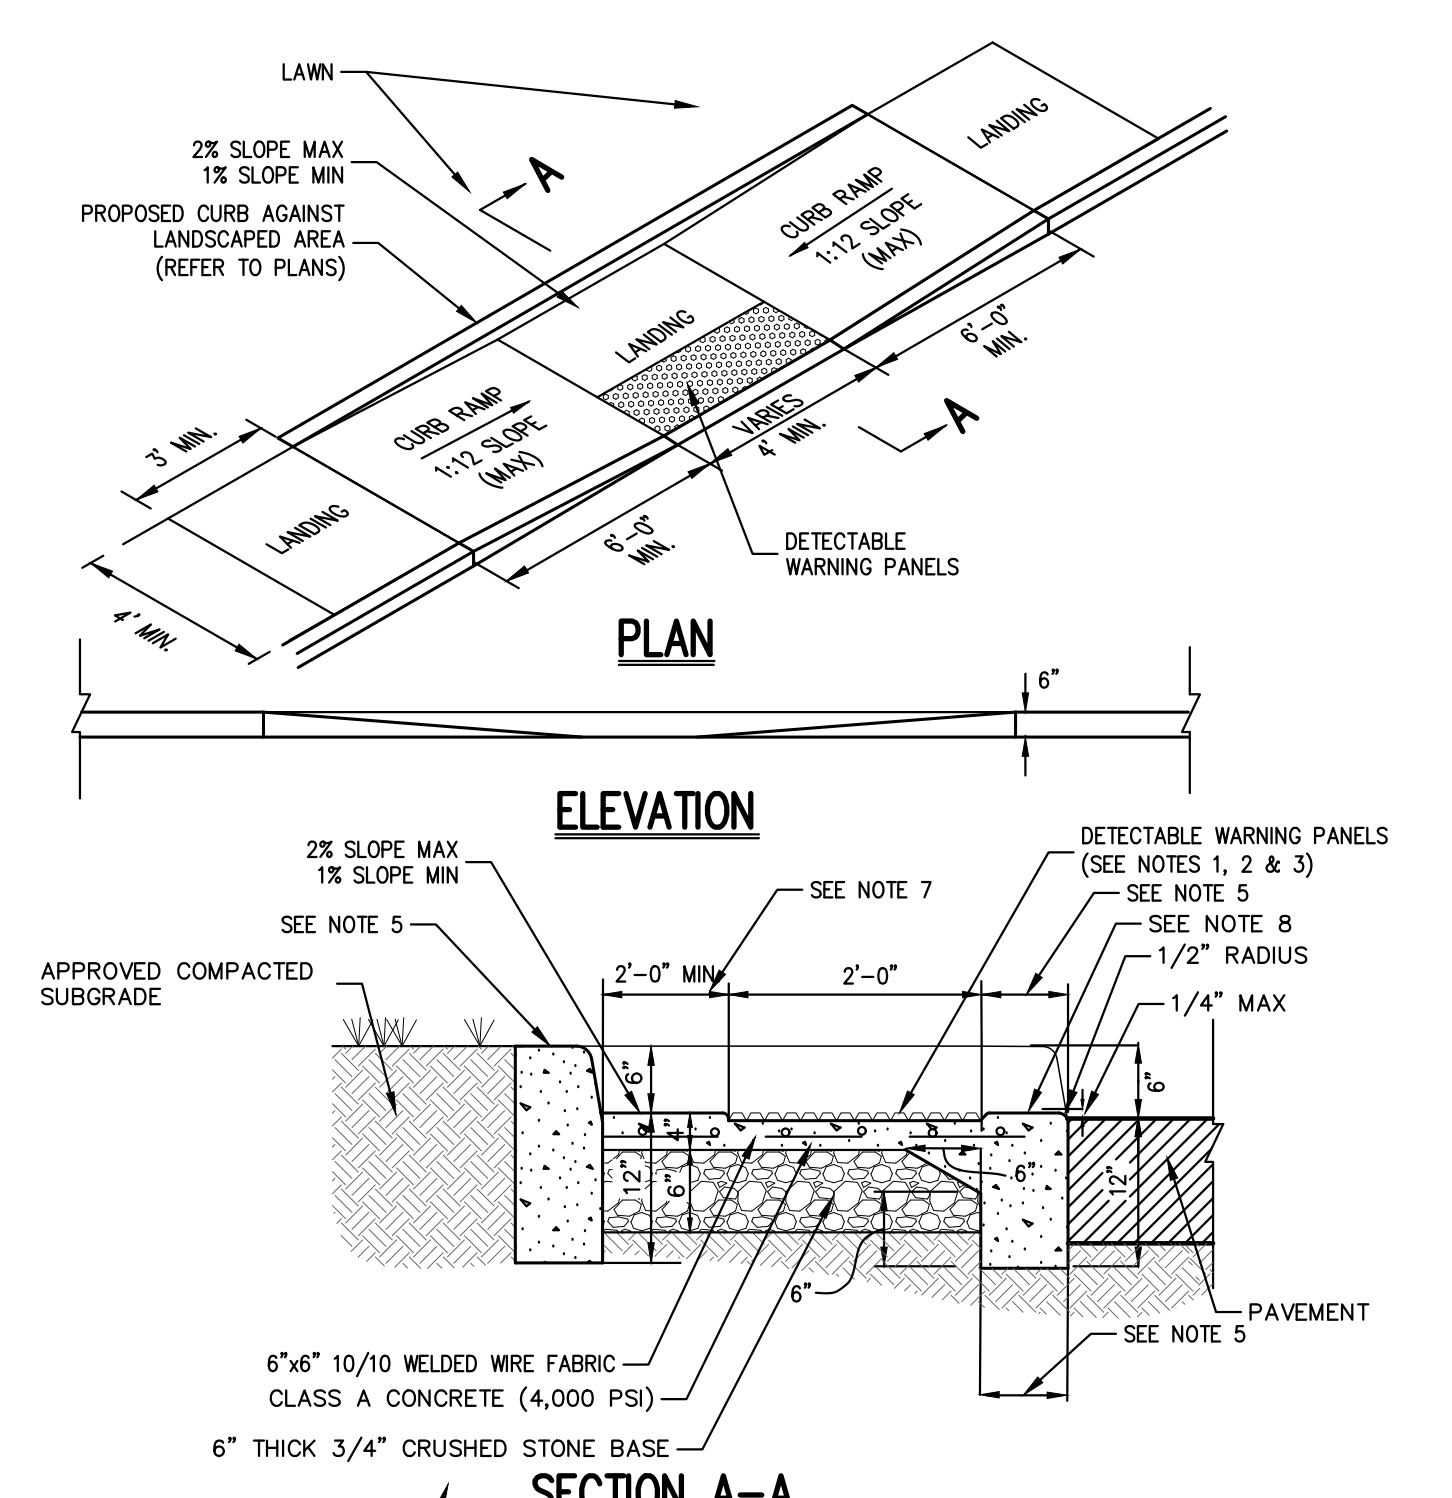 LAWN
2% SLOPE MAX
1% SLOPE MIN
PROPOSED CURB AGAINST
LANDSCAPED AREA
(REFER TO PLANS)
A
LANDING
CURB RAMP
1:12 SLOPE
(MAX)
6'-0"
MIN.
LANDING
VARIES
4' MIN.
A
3' MIN.
CURB RAMP
1:12 SLOPE
(MAX)
LANDING
6'-0"
MIN.
DETECTABLE
WARNING PANELS
4' MIN.
PLAN
6"
ELEVATION
2% SLOPE MAX
1% SLOPE MIN
SEE NOTE 5
APPROVED COMPACTED
SUBGRADE
SEE NOTE 7
DETECTABLE WARNING PANELS
(SEE NOTES 1, 2 & 3)
SEE NOTE 5
SEE NOTE 8
1/2" RADIUS
1/4" MAX
2'-0" MIN.
2'-0"
6"
6"
4"
12"
6"
6"
12"
6"
PAVEMENT
SEE NOTE 5
6"x6" 10/10 WELDED WIRE FABRIC
CLASS A CONCRETE (4,000 PSI)
6" THICK 3/4" CRUSHED STONE BASE
SECTION A-A